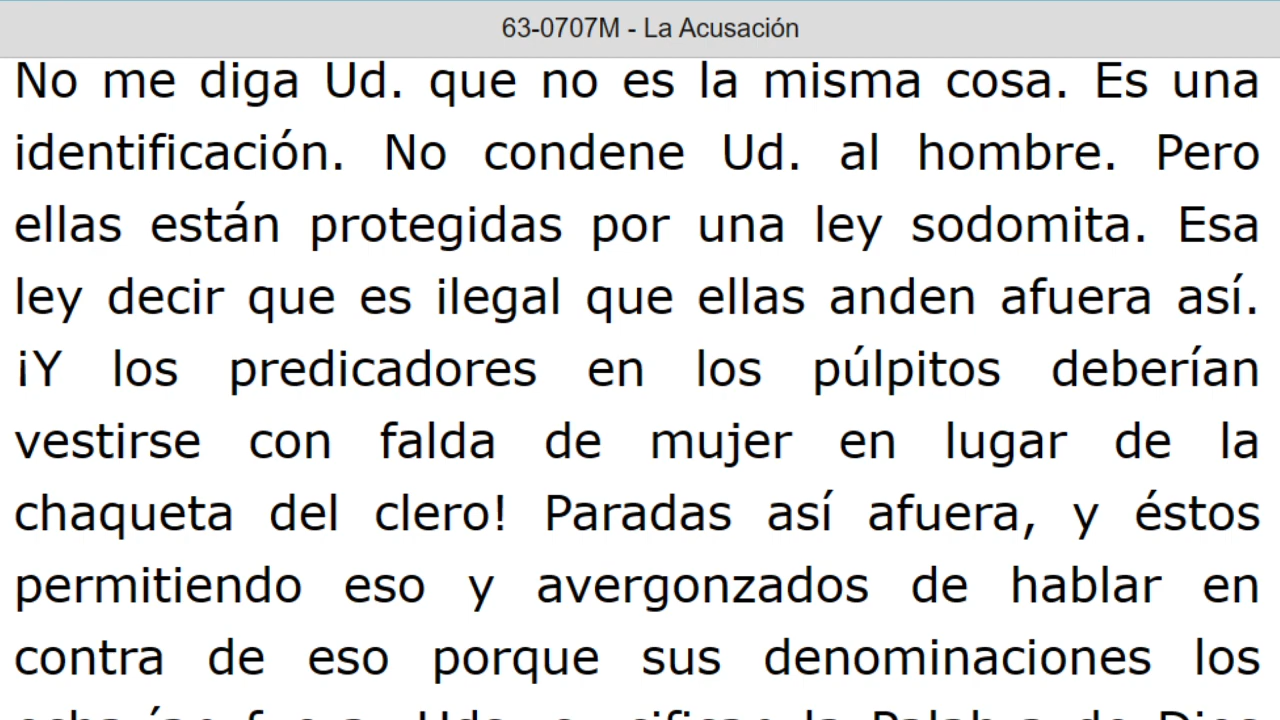 63-0707M - La Acusación
No me diga Ud. que no es la misma cosa. Es una
identificación. No condene Ud. al hombre. Pero
ellas están protegidas por una ley sodomita. Esa
ley decir que es ilegal que ellas anden afuera así.
¡Y los predicadores en los púlpitos deberían
vestirse con falda de mujer en lugar de la
chaqueta del clero! Paradas así afuera, y éstos
permitiendo eso y avergonzados de hablar en
contra de eso porque sus denominaciones los